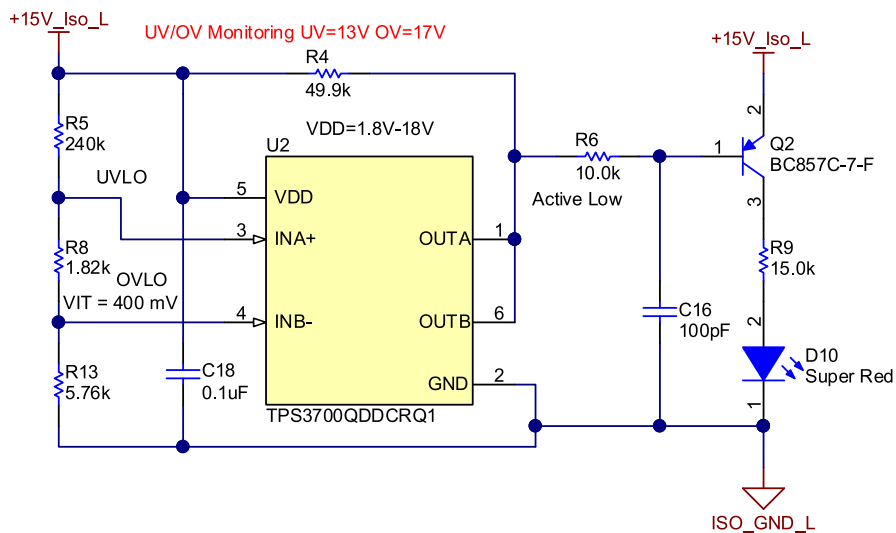 +15V_Iso_L
UV/OV Monitoring UV=13V OV=17V
+15V_Iso_L
R4
49.9k
R5
240k
VDD=1.8V-18V
U2
R6
10.0k
2
1
Q2
BC857C-7-F
UVLO
5
VDD
Active Low
3
3
INA+
OUTA
1
R8
1.82k
R9
15.0k
OVLO
VIT = 400 mV
4
INB-
OUTB
6
C16
100pF
2
R13
5.76k
C18
0.1uF
GND
2
D10
Super Red
1
TPS3700QDDCRQ1
ISO_GND_L